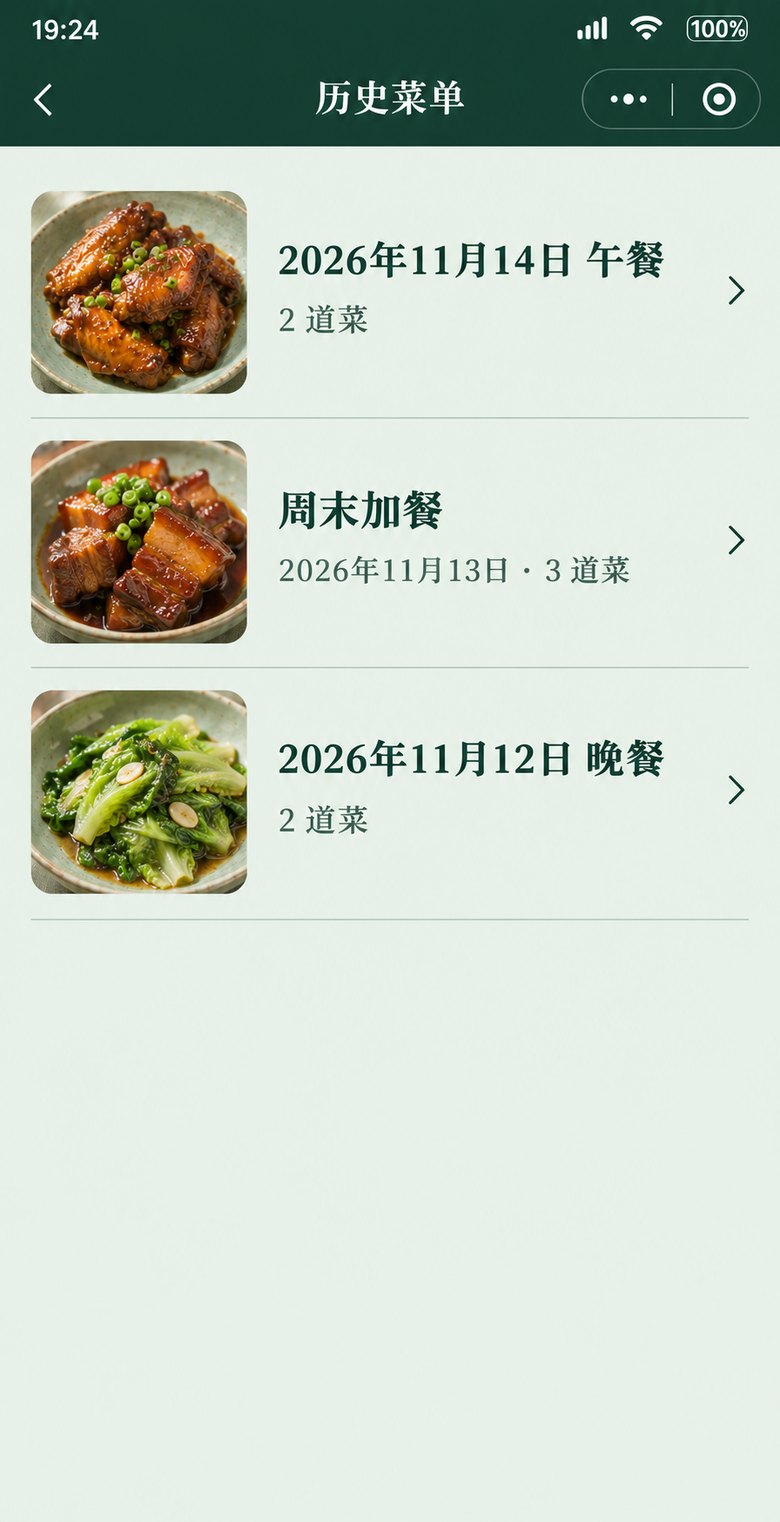 19:24
100%
历史菜单
2026年11月14日 午餐
2 道菜
周末加餐
2026年11月13日 · 3 道菜
2026年11月12日 晚餐
2 道菜